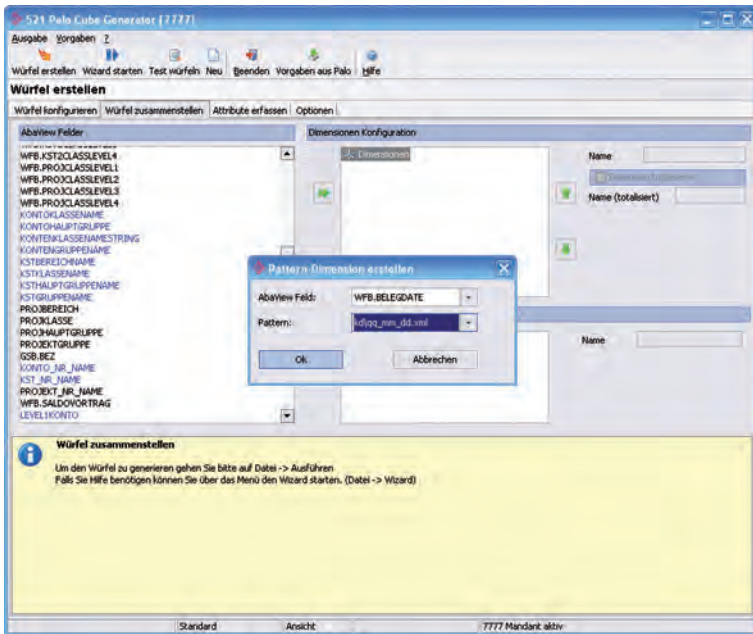 521 Palo Cube Generator (7777)
Ausgabe Vorgaben ?
Würfel erstellen Wizard starten Test würfeln Neu Beenden Vorgaben aus Palo Hilfe
Würfel erstellen
Würfel konfigurieren Würfel zusammenstellen Attribute erfassen Optionen
AbaView Felder
Dimensionen Konfiguration
WFB.KST2CLASSLEVEL4
WFB.PROJCLASSLEVEL1
WFB.PROJCLASSLEVEL2
WFB.PROJCLASSLEVEL3
WFB.PROJCLASSLEVEL4
KONTOKLASSENAME
KONTOHAUPTGRUPPE
KONTENKLASSENAMESTRING
KONTENGRUPPENAME
KSTBEREICHNAME
KSTKLASSENAME
KSTHAUPTGRUPPENAME
KSTGRUPPENAME
PROJBEREICH
PROJKLASSE
PROJHAUPTGRUPPE
PROJEKTGRUPPE
GSB.BEZ
KONTO_NR_NAME
KST_NR_NAME
PROJEKT_NR_NAME
WFB.SALDOVORTRAG
LEVEL1KONTO
Dimensionen
Name
Name (totalisiert)
Name
Pattern-Dimension erstellen
AbaView Feld: WFB.BELEGDATE
Pattern: kd\qq_mm_dd.xml
Ok Abbrechen
Würfel zusammenstellen
Um den Würfel zu generieren gehen Sie bitte auf Datei -> Ausführen
Falls Sie Hilfe benötigen können Sie über das Menü den Wizard starten. (Datei -> Wizard)
Standard Ansicht 7777 Mandant aktiv